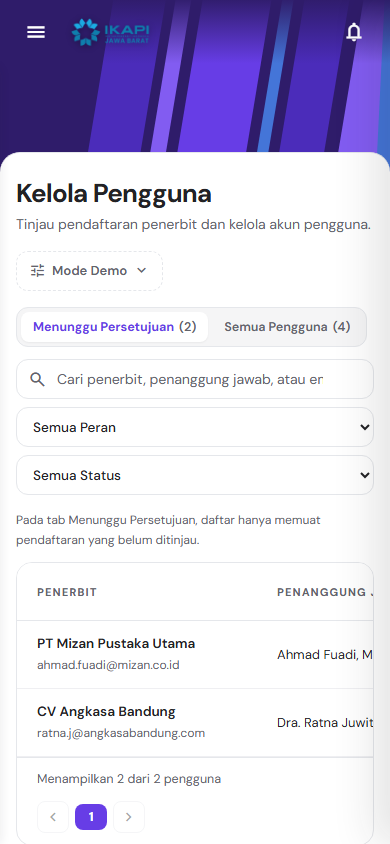 IKAPI
JAWA BARAT
Kelola Pengguna
Tinjau pendaftaran penerbit dan kelola akun pengguna.
Mode Demo
Menunggu Persetujuan (2)
Semua Pengguna (4)
Cari penerbit, penanggung jawab, atau er
Semua Peran
Semua Status
Pada tab Menunggu Persetujuan, daftar hanya memuat
pendaftaran yang belum ditinjau.
PENERBIT
PENANGGUNG
PT Mizan Pustaka Utama
ahmad.fuadi@mizan.co.id
Ahmad Fuadi, M
CV Angkasa Bandung
ratna.j@angkasabandung.com
Dra. Ratna Juwit
Menampilkan 2 dari 2 pengguna
1